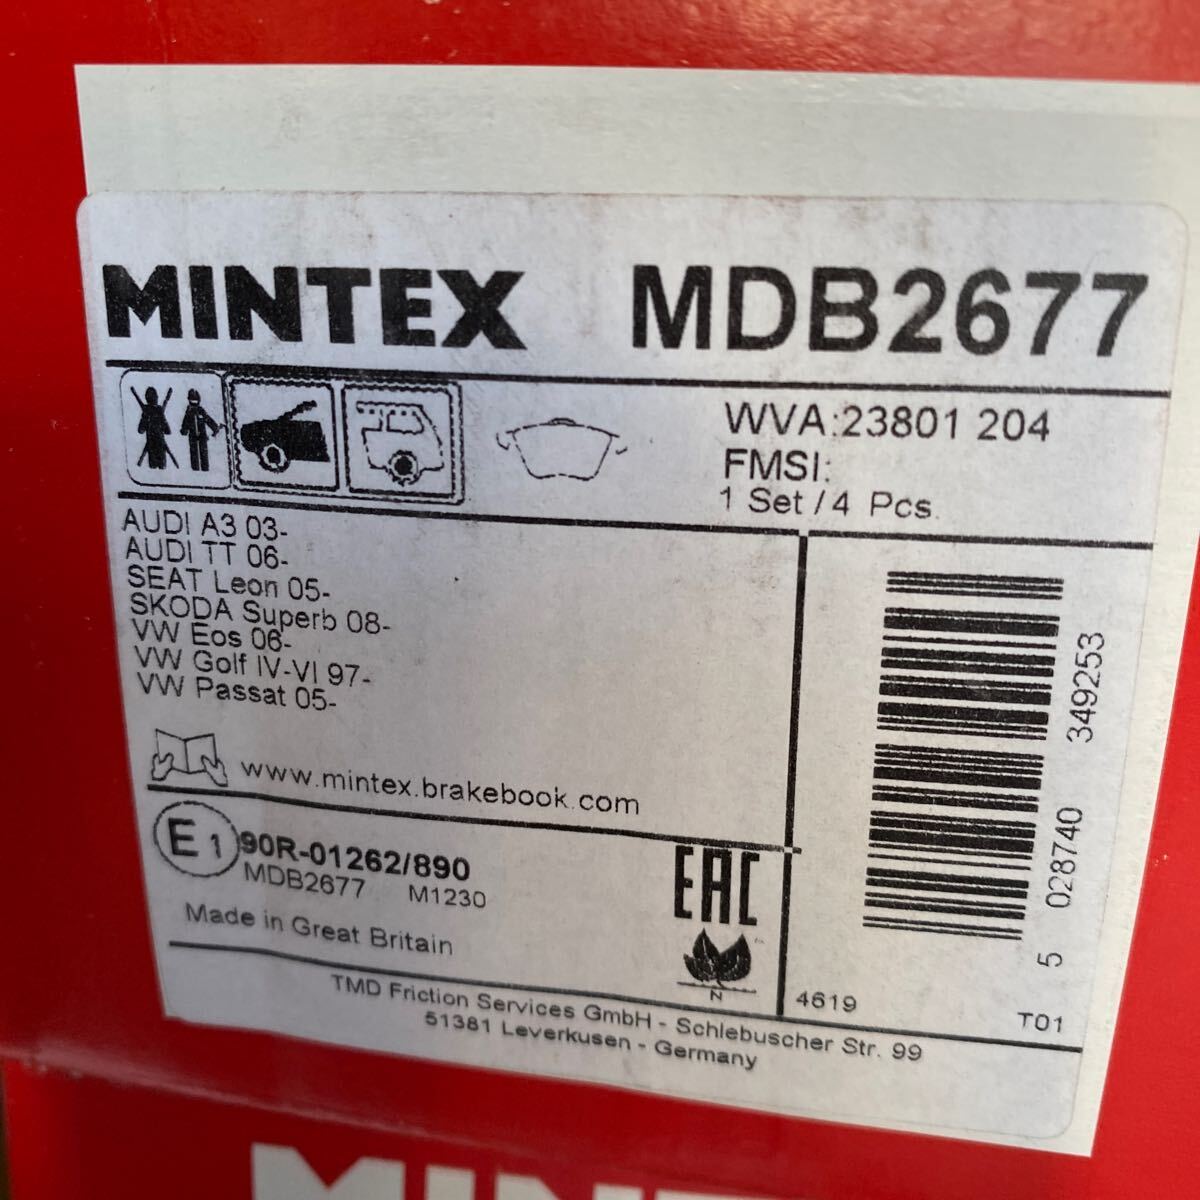 MINTEX MDB2677
WVA:23801 204
FMSI:
1 Set / 4 Pcs.
AUDI A3 03-
AUDI TT 06-
SEAT Leon 05-
SKODA Superb 08-
VW Eos 06-
VW Golf IV-VI 97-
VW Passat 05-
www.mintex.brakebook.com
E1 90R-01262/890
MDB2677 M1230
Made in Great Britain
EAC
N
5 028740 349253
4619
T01
TMD Friction Services GmbH - Schlebuscher Str. 99
51381 Leverkusen - Germany